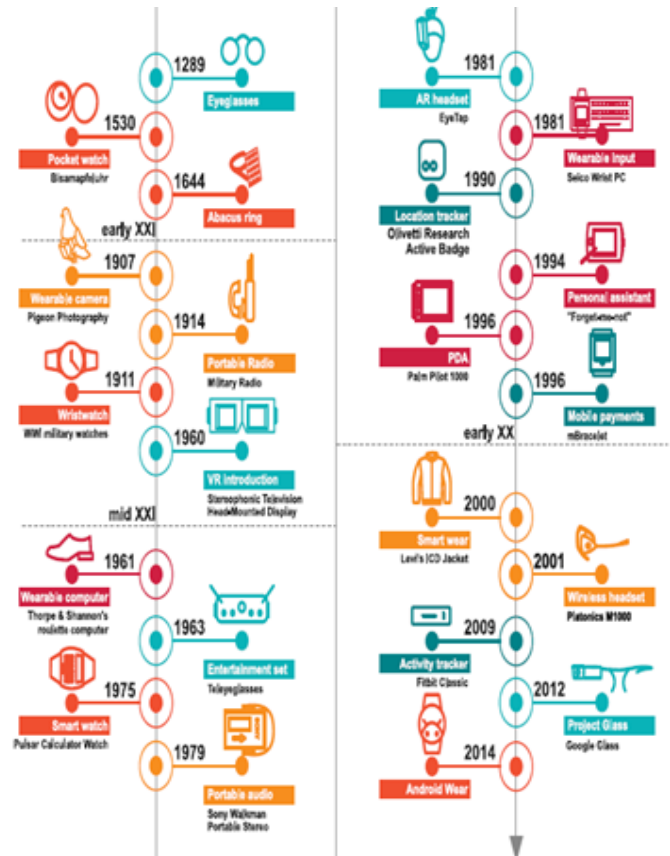 1289
Eyeglasses
1530
Pocket watch
Bisamapfeluhr
1644
Abacus ring
early XXI
1907
Wearable camera
Pigeon Photography
1914
Portable Radio
Military Radio
1911
Wristwatch
WWI military watches
1960
VR introduction
Stereophonic Television
Head-Mounted Display
mid XXI
1961
Wearable computer
Thorpe & Shannon's
roulette computer
1963
Entertainment set
Teleyeglasses
1975
Smart watch
Pulsar Calculator Watch
1979
Portable audio
Sony Walkman
Portable Stereo
1981
AR headset
EyeTap
1981
Wearable input
Seico Wrist PC
1990
Location tracker
Olivetti Research
Active Badge
1994
Personal assistant
"Forget-me-not"
1996
PDA
Palm Pilot 1000
1996
Mobile payments
mBracelet
early XX
2000
Smart wear
Levi's ICD Jacket
2001
Wireless headset
Platonics M1000
2009
Activity tracker
Fitbit Classic
2012
Project Glass
Google Glass
2014
Android Wear